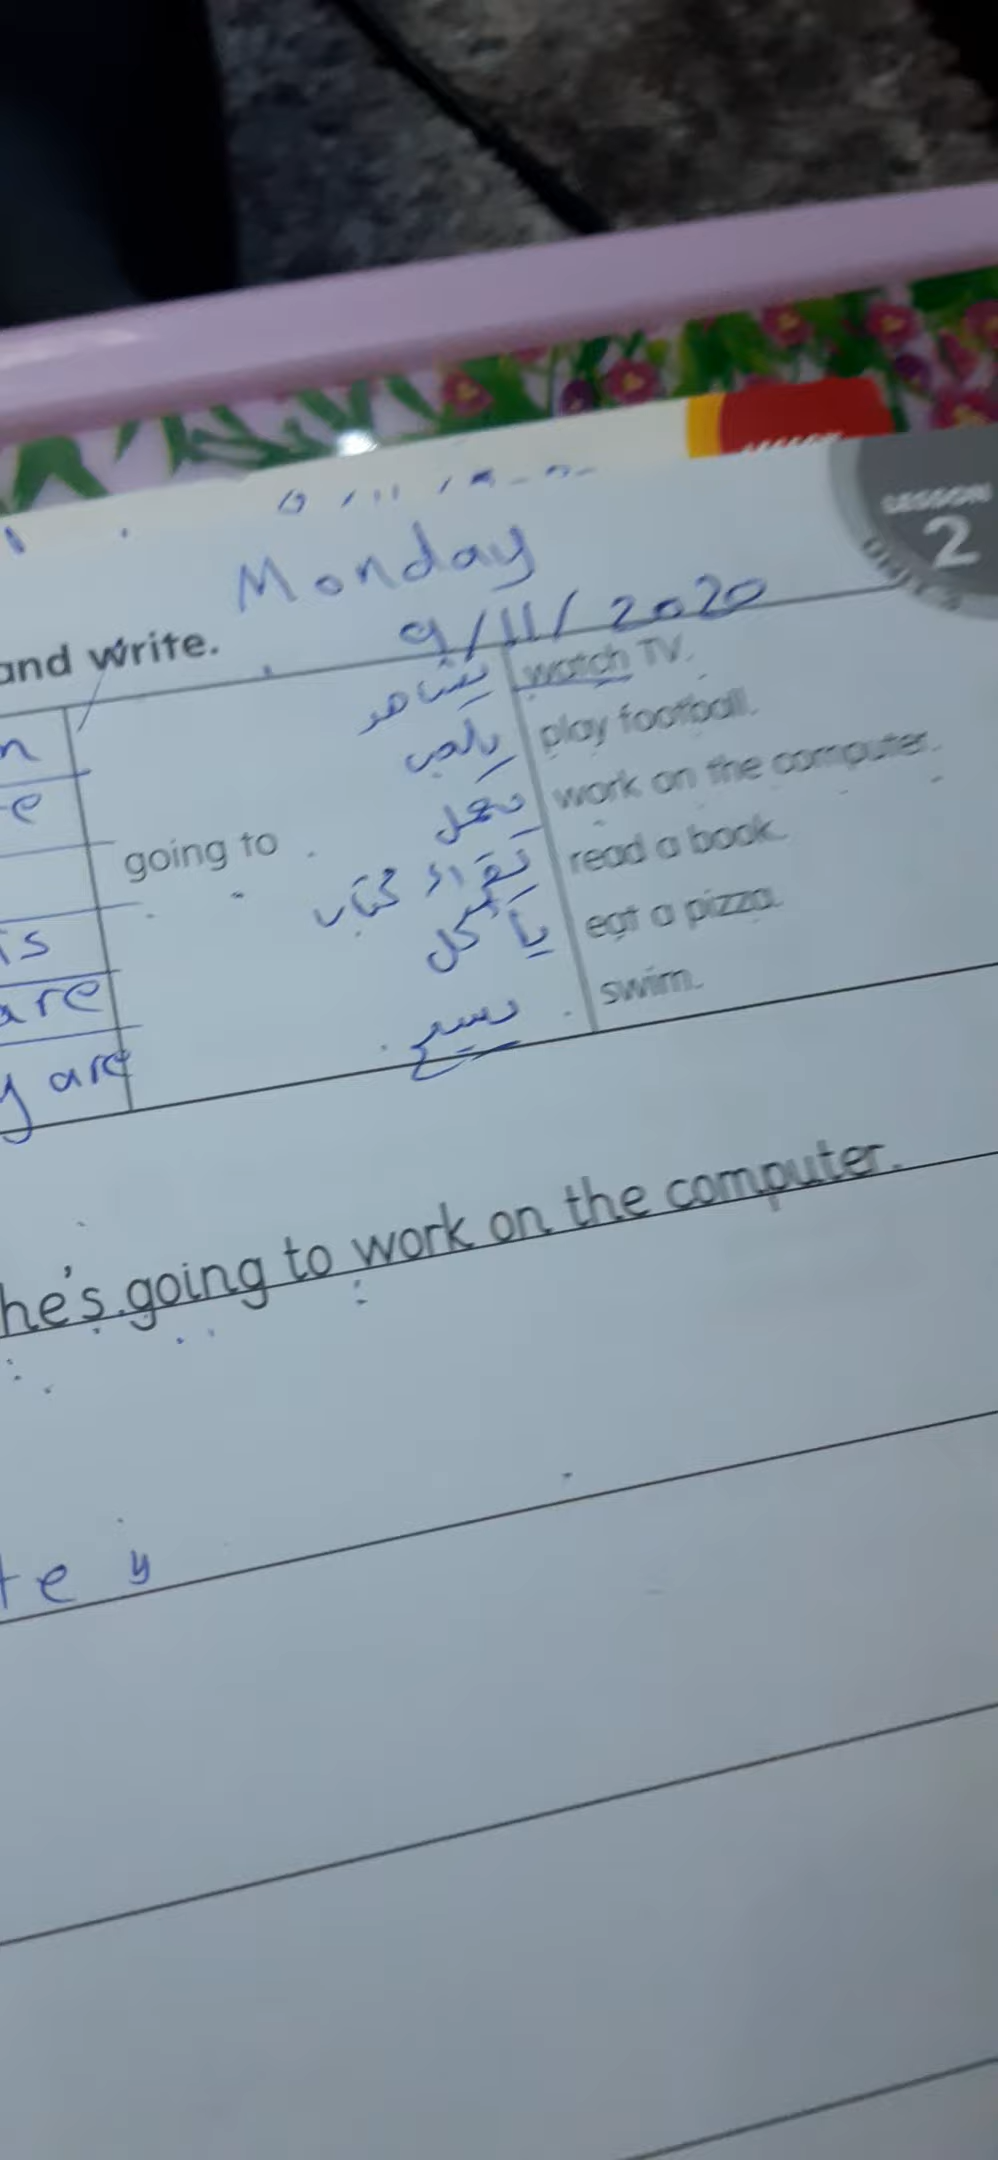 LESSON
2
Monday
and write.
9/11/2020
يشاهد watch TV.
يلعب play football.
يعمل work on the computer.
going to
كتاب read a book.
يأكل eat a pizza.
is
are
يسبح swim.
y are
he's going to work on the computer.
te y